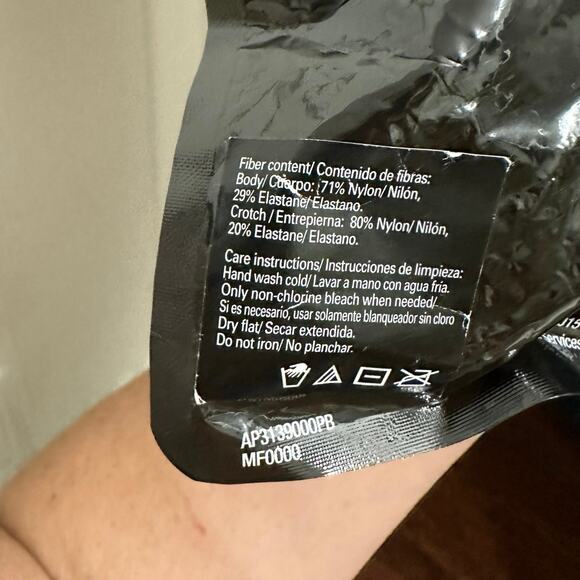 Fiber content/ Contenido de fibras:
Body/ Cuerpo: 71% Nylon/ Nilón,
29% Elastane/ Elastano.
Crotch / Entrepierna: 80% Nylon/ Nilón,
20% Elastane/ Elastano.
Care instructions/ Instrucciones de limpieza:
Hand wash cold/ Lavar a mano con agua fría.
Only non-chlorine bleach when needed/
Si es necesario, usar solamente blanqueador sin cloro
Dry flat/ Secar extendida.
Do not iron/ No planchar.
AP3139000PB
MF0000